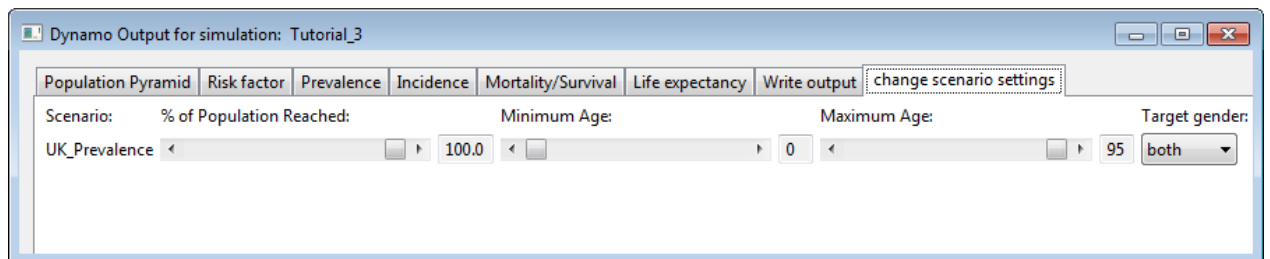 Dynamo Output for simulation: Tutorial_3
Population Pyramid Risk factor Prevalence Incidence Mortality/Survival Life expectancy Write output change scenario settings
Scenario: % of Population Reached: Minimum Age: Maximum Age: Target gender:
UK_Prevalence 100.0 0 95 both